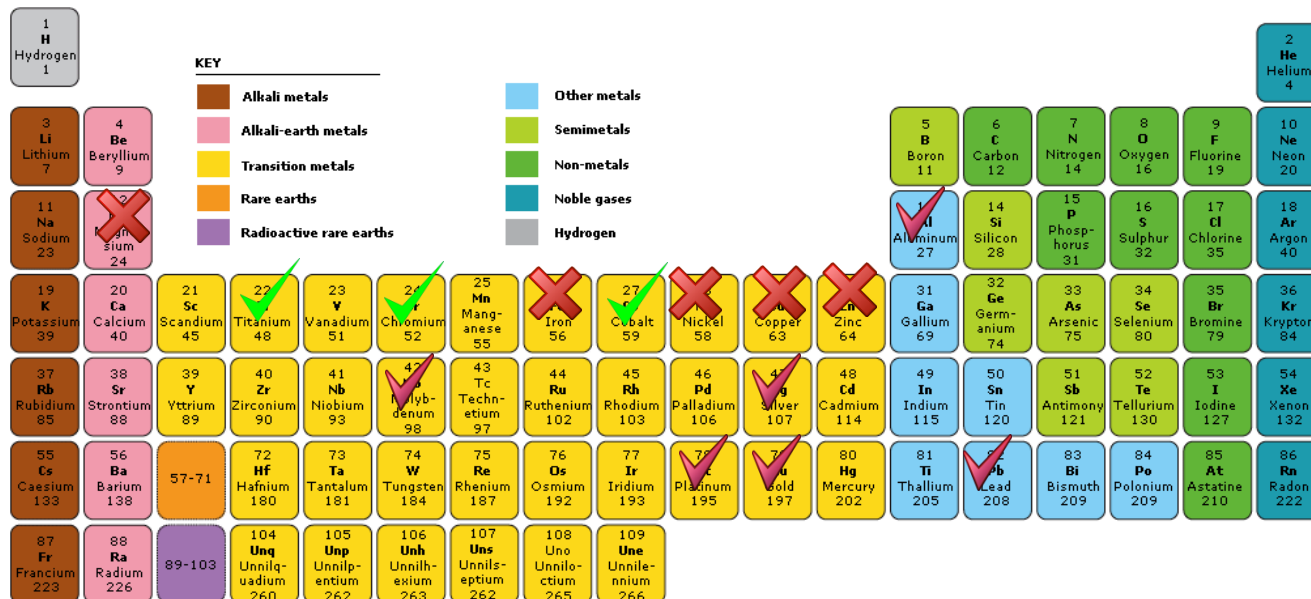 1
H
Hydrogen
1
2
He
Helium
4
KEY
Alkali metals
Alkali-earth metals
Transition metals
Rare earths
Radioactive rare earths
Other metals
Semimetals
Non-metals
Noble gases
Hydrogen
3
Li
Lithium
7
4
Be
Beryllium
9
5
B
Boron
11
6
C
Carbon
12
7
N
Nitrogen
14
8
O
Oxygen
16
9
F
Fluorine
19
10
Ne
Neon
20
11
Na
Sodium
23
sium
24
Aluminum
27
14
Si
Silicon
28
15
P
Phosp-
horus
31
16
S
Sulphur
32
17
Cl
Chlorine
35
18
Ar
Argon
40
19
K
Potassium
39
20
Ca
Calcium
40
21
Sc
Scandium
45
22
Titanium
48
23
V
Vanadium
51
24
Chromium
52
25
Mn
Mang-
anese
55
Iron
56
27
Cobalt
59
Nickel
58
Copper
63
Zinc
64
31
Ga
Gallium
69
32
Ge
Germ-
anium
74
33
As
Arsenic
75
34
Se
Selenium
80
35
Br
Bromine
79
36
Kr
Krypton
84
37
Rb
Rubidium
85
38
Sr
Strontium
88
39
Y
Yttrium
89
40
Zr
Zirconium
90
41
Nb
Niobium
93
42
Molyb-
denum
98
43
Tc
Techn-
etium
97
44
Ru
Ruthenium
102
45
Rh
Rhodium
103
46
Pd
Palladium
106
47
Silver
107
48
Cd
Cadmium
114
49
In
Indium
115
50
Sn
Tin
120
51
Sb
Antimony
121
52
Te
Tellurium
130
53
I
Iodine
127
54
Xe
Xenon
132
55
Cs
Caesium
133
56
Ba
Barium
138
57-71
72
Hf
Hafnium
180
73
Ta
Tantalum
181
74
W
Tungsten
184
75
Re
Rhenium
187
76
Os
Osmium
192
77
Ir
Iridium
193
Platinum
195
Gold
197
80
Hg
Mercury
202
81
Ti
Thallium
205
82
Pb
Lead
208
83
Bi
Bismuth
209
84
Po
Polonium
209
85
At
Astatine
210
86
Rn
Radon
222
87
Fr
Francium
223
88
Ra
Radium
226
89-103
104
Unq
Unnilq-
uadium
260
105
Unp
Unnilp-
entium
262
106
Unh
Unnilh-
exium
263
107
Uns
Unnils-
eptium
262
108
Uno
Unnilo-
ctium
265
109
Une
Unnile-
nnium
266